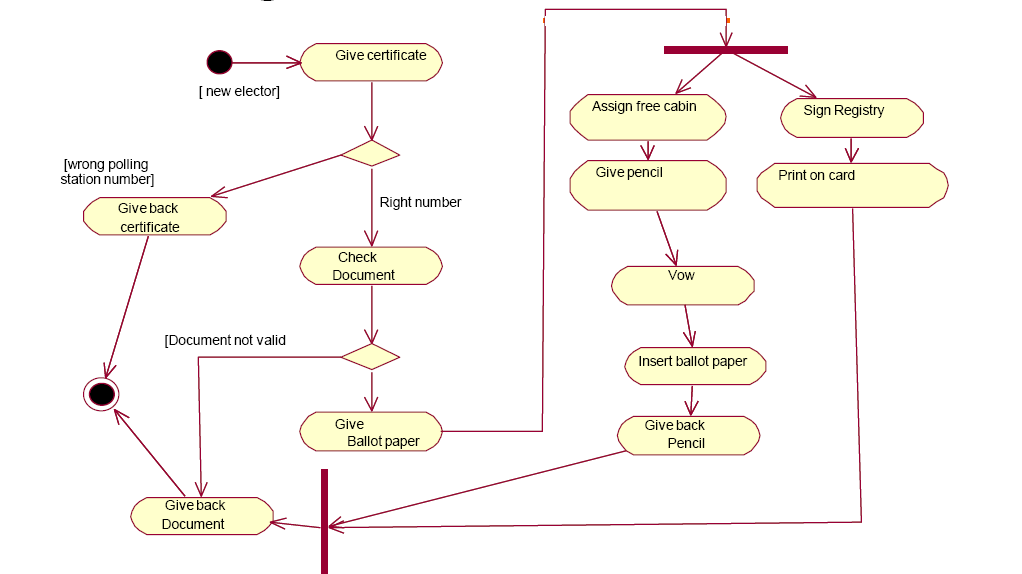 Give certificate
[ new elector]
[wrong polling
station number]
Give back
certificate
Right number
Check
Document
[Document not valid
Give
Ballot paper
Give back
Document
Assign free cabin
Give pencil
Vow
Insert ballot paper
Give back
Pencil
Sign Registry
Print on card